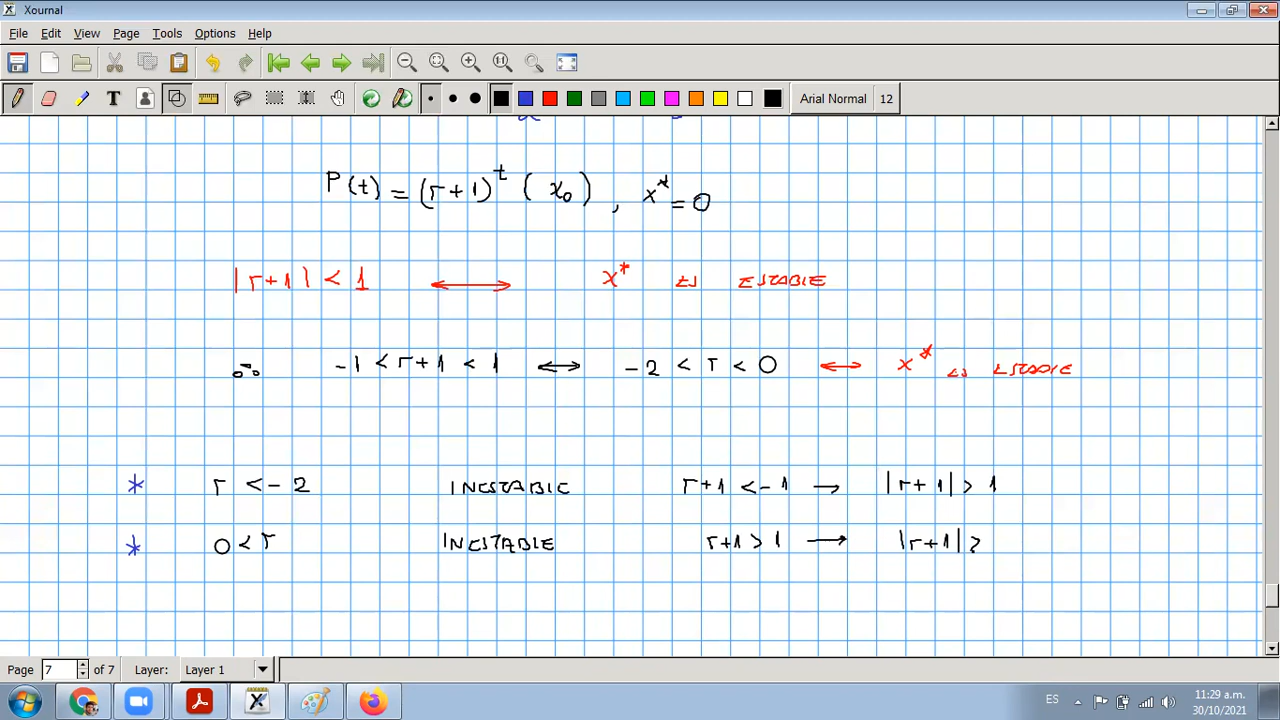 Xournal
File Edit View Page Tools Options Help
Arial Normal 12
P(t) = (r+1)^t (x_0), x* = 0
|r+1| < 1 ⟷ x* ES ESTABLE
-1 < r+1 < 1 ⟷ -2 < r < 0 ⟷ x* ES ESTABLE
* r < -2 INESTABLE r+1 < -1 → |r+1| > 1
* 0 < r INESTABLE r+1 > 1 → |r+1| >
Page 7 of 7 Layer: Layer 1
ES 11:29 a.m.
30/10/2021